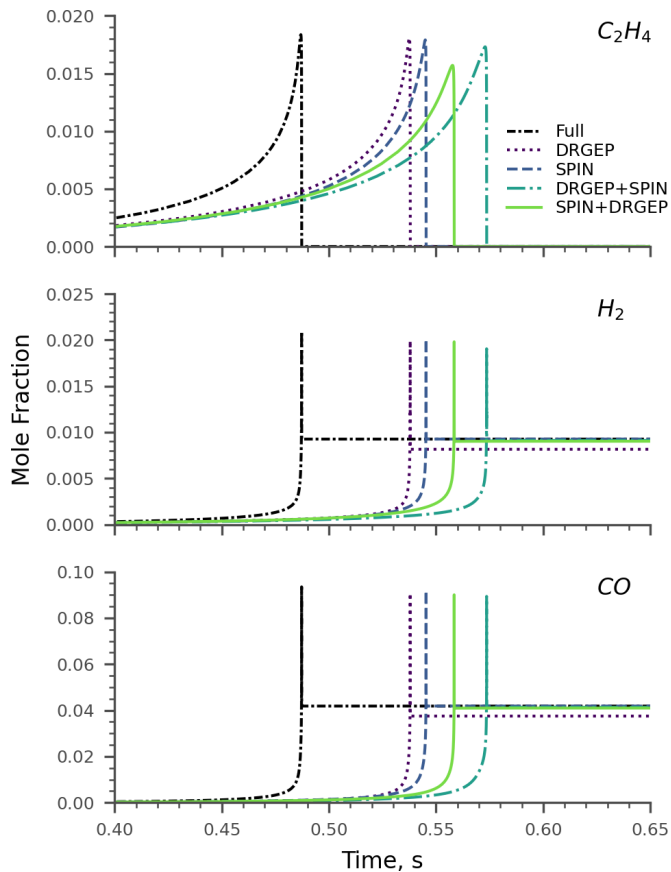 0.020
C₂H₄
0.015
0.010
Full
DRGEP
SPIN
DRGEP+SPIN
SPIN+DRGEP
0.005
0.000
0.025
H₂
0.020
0.015
0.010
0.005
0.000
Mole Fraction
0.10
CO
0.08
0.06
0.04
0.02
0.00
0.40 0.45 0.50 0.55 0.60 0.65
Time, s